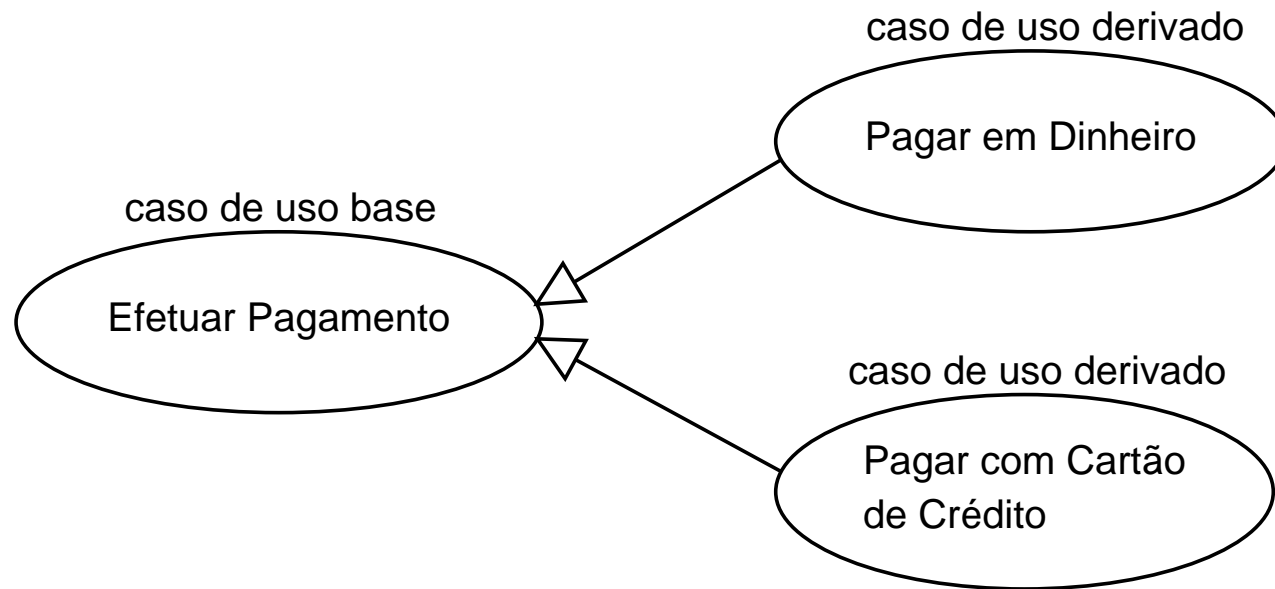 caso de uso derivado
Pagar em Dinheiro
caso de uso base
Efetuar Pagamento
caso de uso derivado
Pagar com Cartão
de Crédito